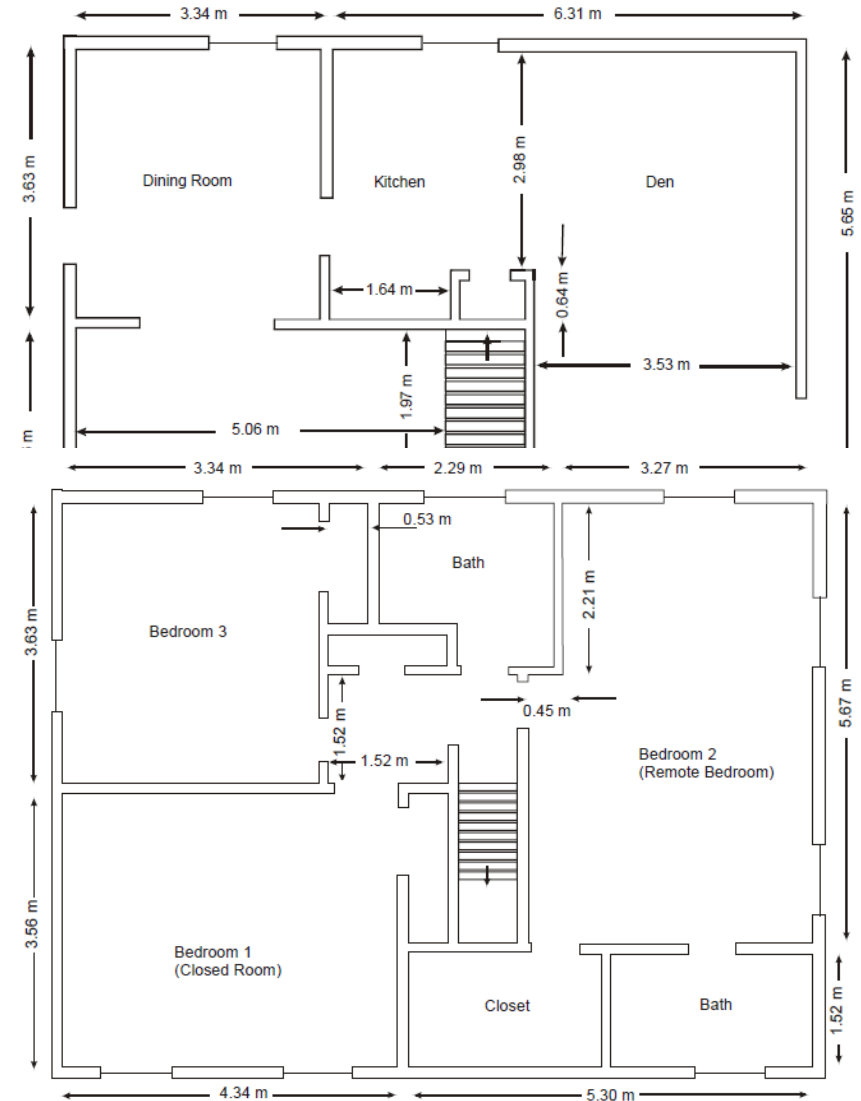 3.34 m
6.31 m
3.63 m
Dining Room
Kitchen
2.98 m
Den
5.65 m
1.64 m
0.64 m
1.97 m
3.53 m
5.06 m
m
3.34 m
2.29 m
3.27 m
0.53 m
Bath
2.21 m
3.63 m
Bedroom 3
5.67 m
0.45 m
1.52 m
1.52 m
Bedroom 2
(Remote Bedroom)
3.56 m
Bedroom 1
(Closed Room)
Closet
Bath
1.52 m
4.34 m
5.30 m